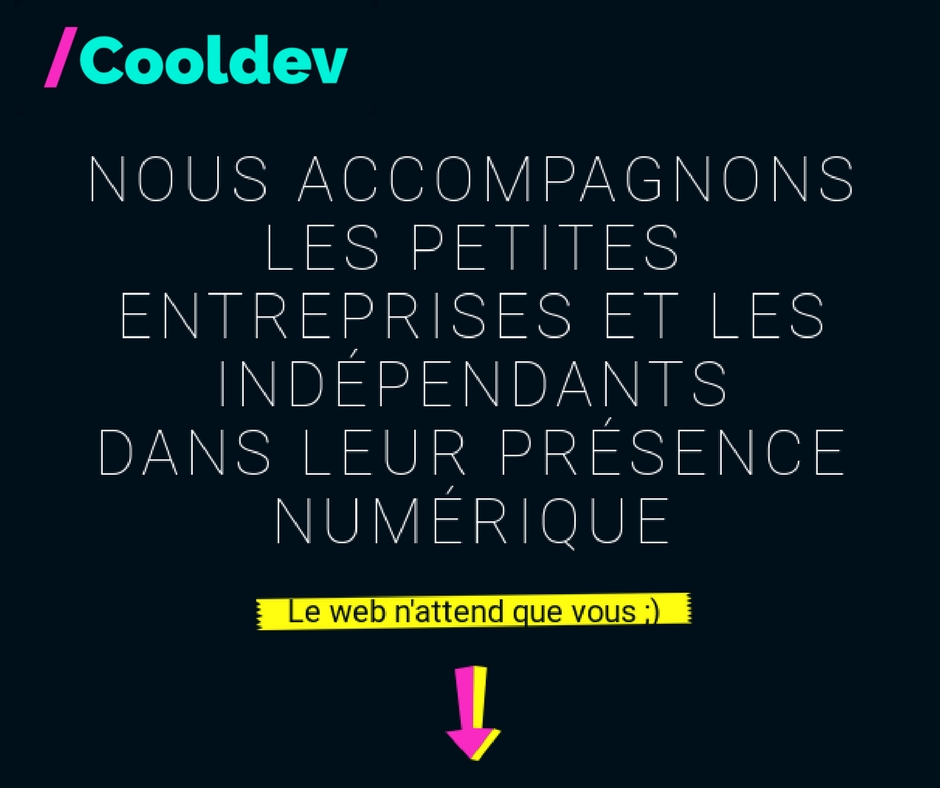 /Cooldev
NOUS ACCOMPAGNONS
LES PETITES
ENTREPRISES ET LES
INDÉPENDANTS
DANS LEUR PRÉSENCE
NUMÉRIQUE
Le web n'attend que vous ;)